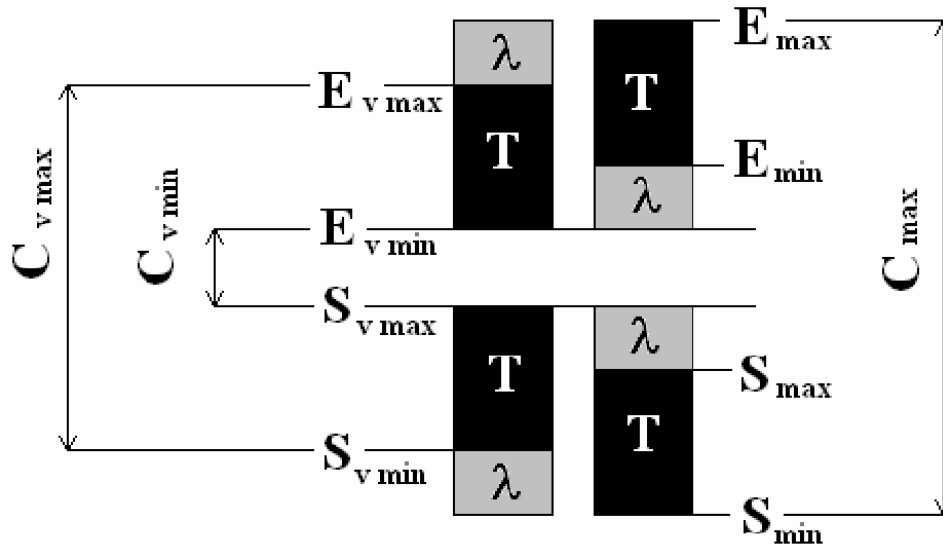 λ
E max
T
E v max
T
E min
λ
C v max
C v min
C max
E v min
S v max
λ
T
S max
T
S v min
λ
S min